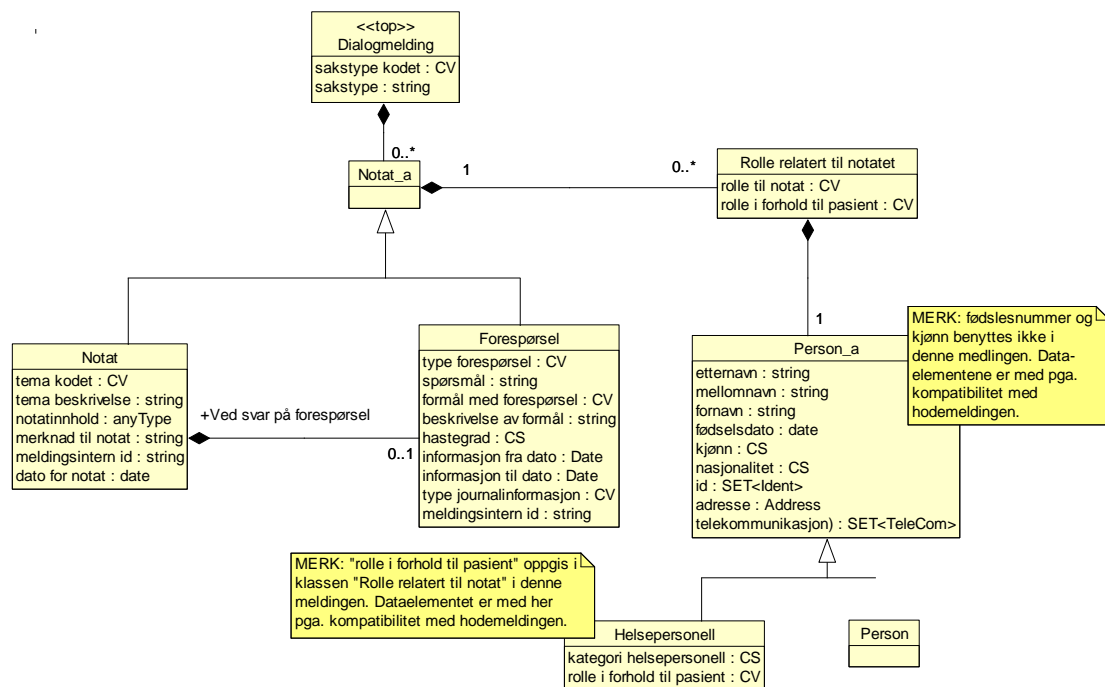 <<top>>
Dialogmelding
sakstype kodet : CV
sakstype : string
0..*
Notat_a
1
0..*
Rolle relatert til notatet
rolle til notat : CV
rolle i forhold til pasient : CV
Notat
tema kodet : CV
tema beskrivelse : string
notatinnhold : anyType
merknad til notat : string
meldingsintern id : string
dato for notat : date
+Ved svar på forespørsel
0..1
Forespørsel
type forespørsel : CV
spørsmål : string
formål med forespørsel : CV
beskrivelse av formål : string
hastegrad : CS
informasjon fra dato : Date
informasjon til dato : Date
type journalinformasjon : CV
meldingsintern id : string
1
Person_a
etternavn : string
mellomnavn : string
fornavn : string
fødselsdato : date
kjønn : CS
nasjonalitet : CS
id : SET<Ident>
adresse : Address
telekommunikasjon) : SET<TeleCom>
MERK: fødslesnummer og
kjønn benyttes ikke i
denne medlingen. Data-
elementene er med pga.
kompatibilitet med
hodemeldingen.
MERK: "rolle i forhold til pasient" oppgis i
klassen "Rolle relatert til notat" i denne
meldingen. Dataelementet er med her
pga. kompatibilitet med hodemeldingen.
Helsepersonell
kategori helsepersonell : CS
rolle i forhold til pasient : CV
Person